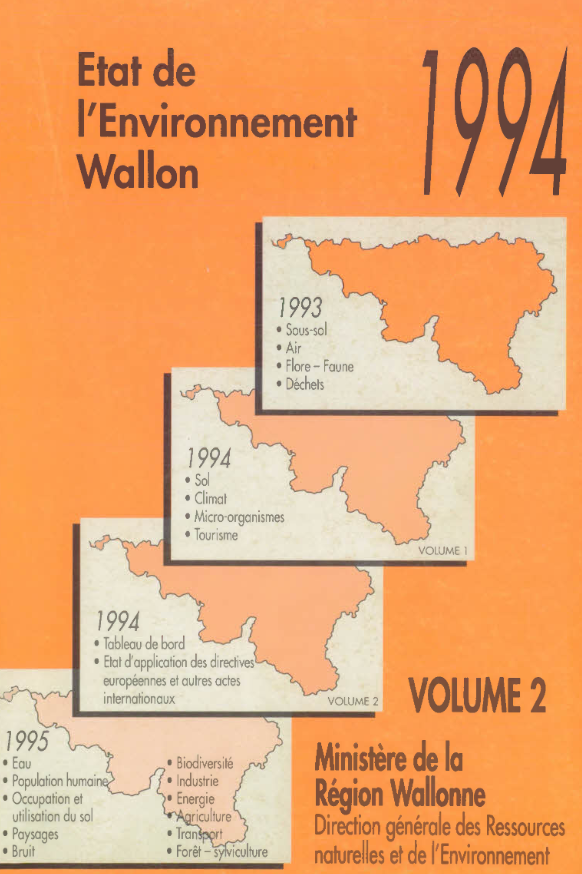 Etat de
l'Environnement
Wallon
1994
1993
• Sous-sol
• Air
• Flore – Faune
• Déchets
1994
• Sol
• Climat
• Micro-organismes
• Tourisme
VOLUME 1
1994
• Tableau de bord
• Etat d'application des directives
européennes et autres actes
internationaux
VOLUME 2
1995
• Eau
• Population humaine
• Occupation et
utilisation du sol
• Paysages
• Bruit
• Biodiversité
• Industrie
• Energie
• Agriculture
• Transport
• Forêt – sylviculture
VOLUME 2
Ministère de la
Région Wallonne
Direction générale des Ressources
naturelles et de l'Environnement